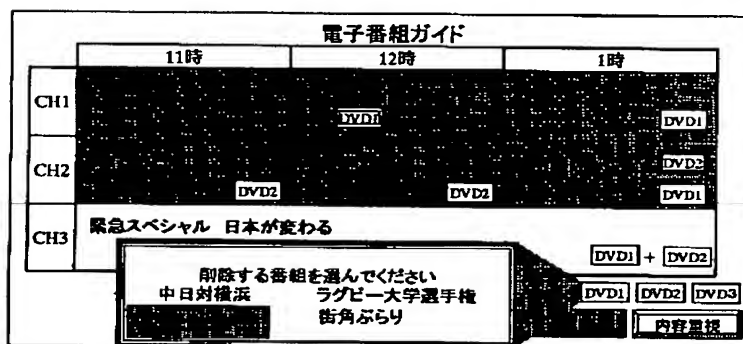 電子番組ガイド
11時 12時 1時
CH1
DVD1 DVD1
CH2
DVD2
DVD2 DVD2 DVD1
CH3
緊急スペシャル 日本が変わる
DVD1 + DVD2
削除する番組を選んでください
中日対横浜 ラグビー大学選手権
街角ぶらり
DVD1 DVD2 DVD3
内容重視